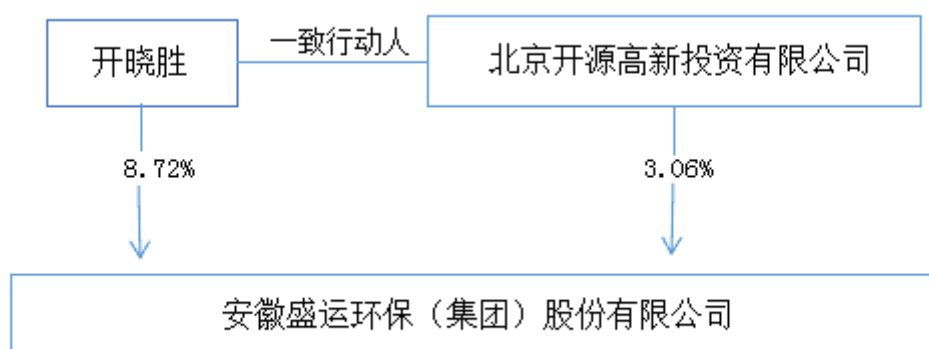 一致行动人
开晓胜
北京开源高新投资有限公司
8.72%
3.06%
安徽盛运环保（集团）股份有限公司